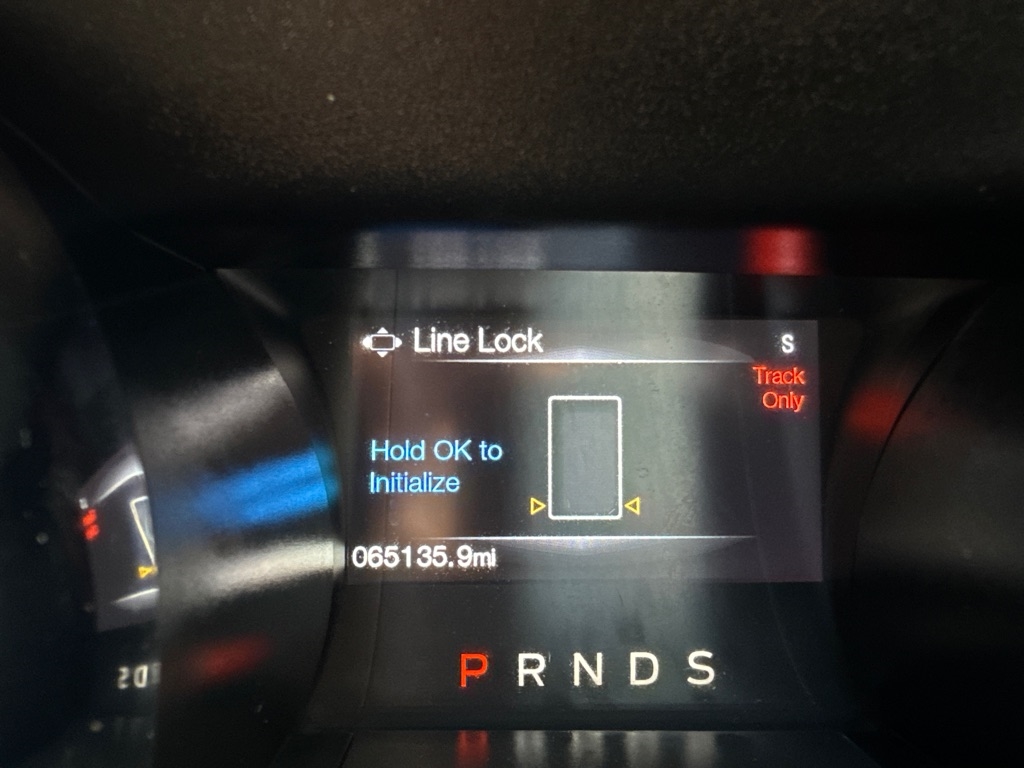 Line Lock
S
Track
Only
Hold OK to
Initialize
065135.9mi
P R N D S